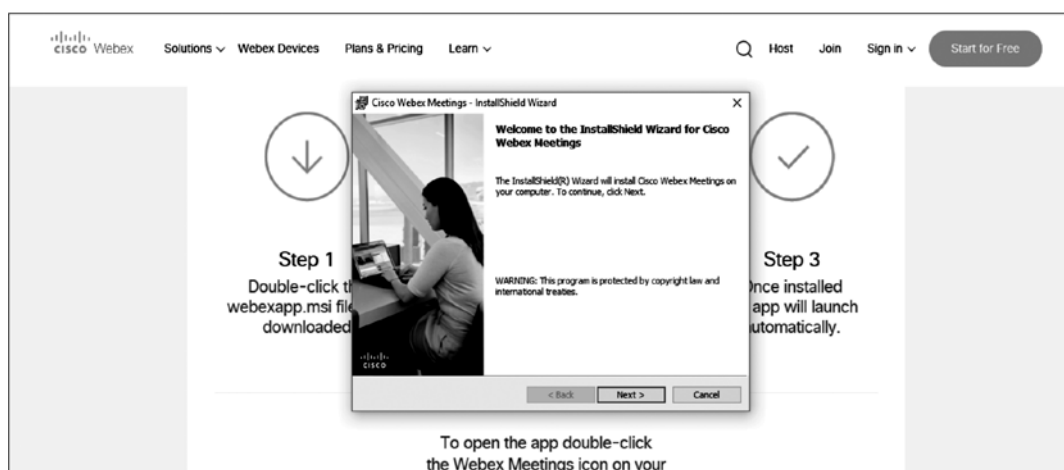 cisco Webex Solutions Webex Devices Plans & Pricing Learn Host Join Sign in Start for Free
Cisco Webex Meetings - InstallShield Wizard
Welcome to the InstallShield Wizard for Cisco
Webex Meetings
The InstallShield(R) Wizard will install Cisco Webex Meetings on
your computer. To continue, click Next.
WARNING: This program is protected by copyright law and
international treaties.
CISCO
< Back Next > Cancel
Step 1
Double-click th
webexapp.msi file
downloaded
Step 3
Once installed
app will launch
automatically.
To open the app double-click
the Webex Meetings icon on your